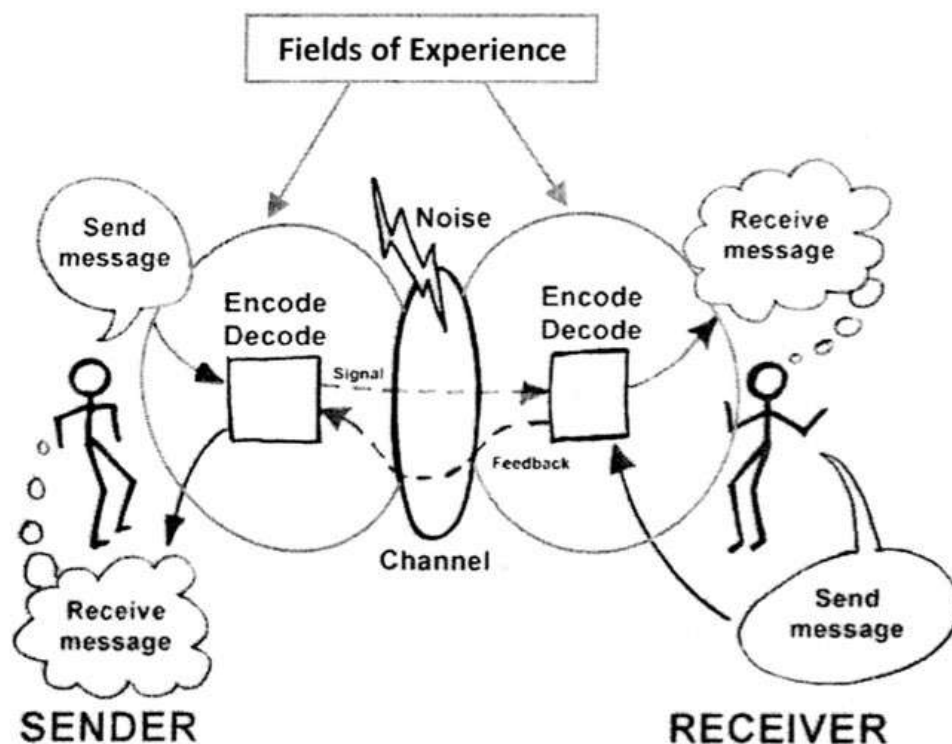 Fields of Experience
Send
message
Noise
Receive
message
Encode
Decode
Encode
Decode
Signal
Feedback
Channel
Receive
message
Send
message
SENDER
RECEIVER